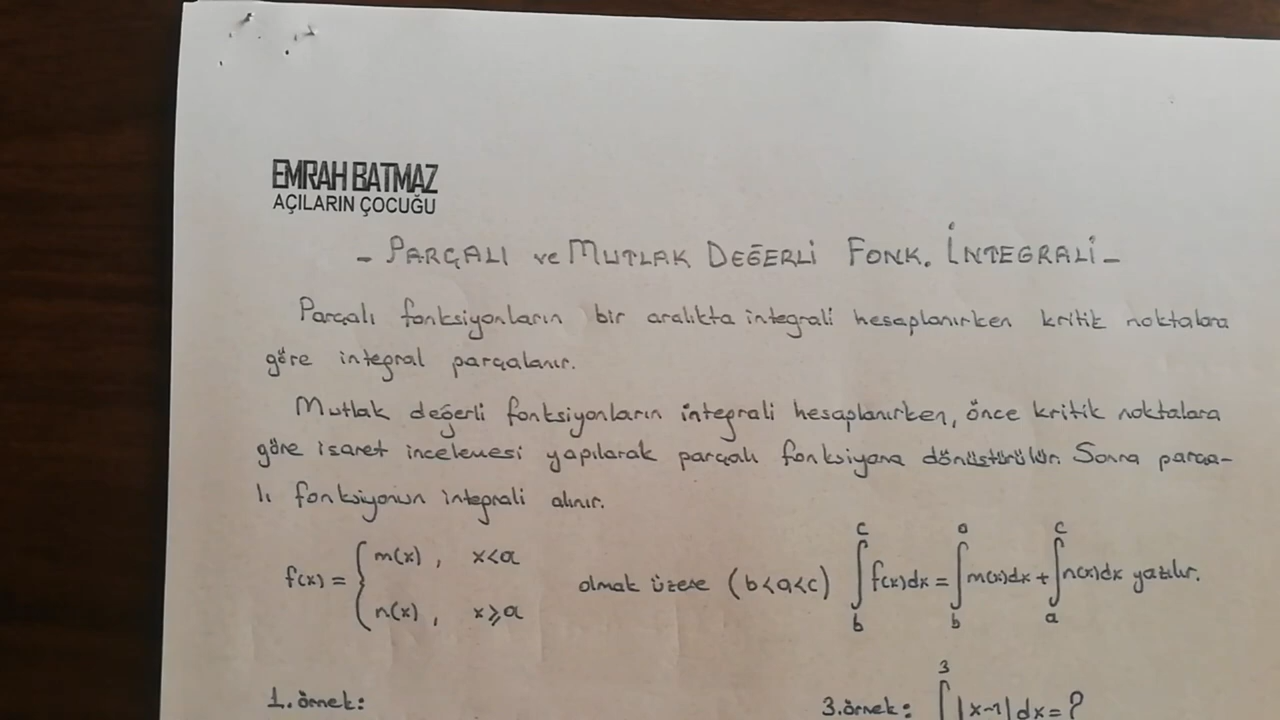 EMRAH BATMAZ
AÇILARIN ÇOCUĞU
- PARÇALI ve MUTLAK DEĞERLİ FONK. İNTEGRALİ -
Parçalı fonksiyonların bir aralıkta integrali hesaplanırken kritik noktalara
göre integral parçalanır.
Mutlak değerli fonksiyonların integrali hesaplanırken, önce kritik noktalara
göre isaret incelemesi yapılarak parçalı fonksiyona dönüştürülür. Sonra parça-
lı fonksiyonun integrali alınır.
f(x) = { m(x) , x<a
n(x) , x⩾a
olmak üzere (b<a<c) ∫_b^c f(x)dx = ∫_b^a m(x)dx + ∫_a^c n(x)dx yazılır.
1. örnek:
3. örnek: ∫^3 |x-1| dx = ?